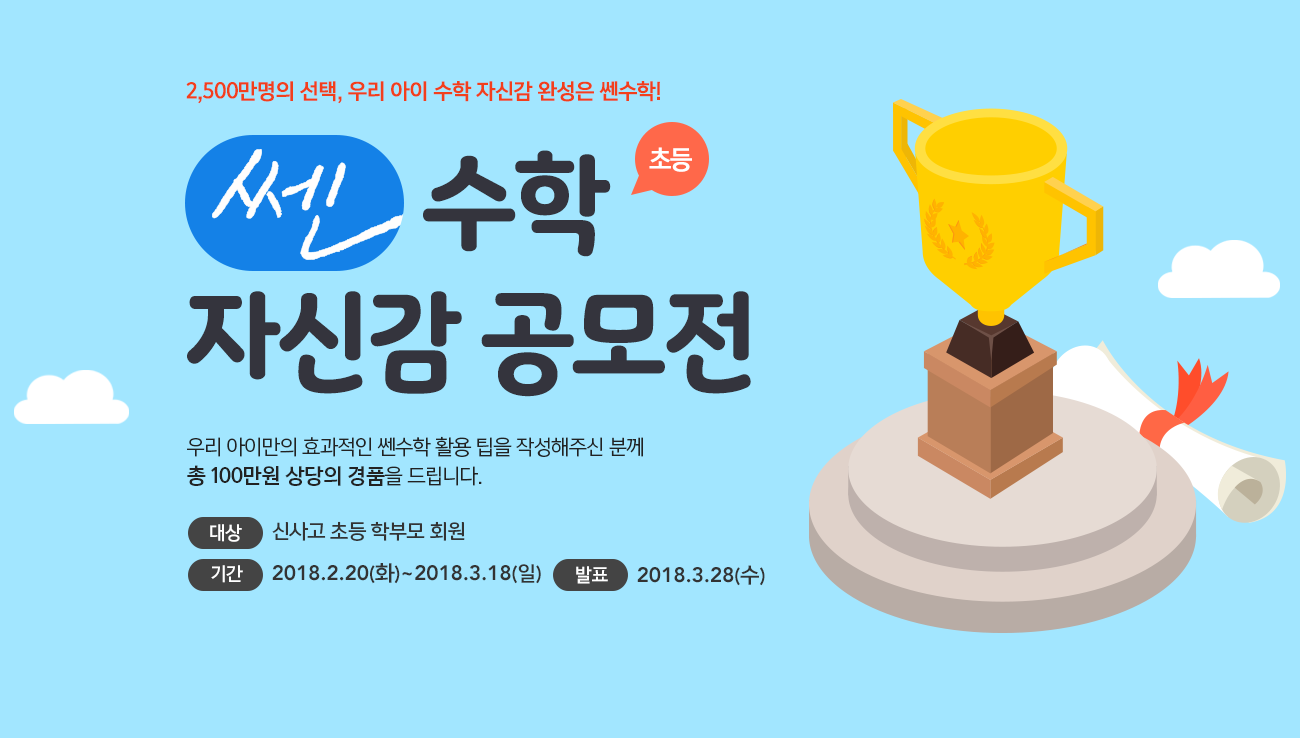 2,500만명의 선택, 우리 아이 수학 자신감 완성은 쎈수학!
쎈 수학 초등
자신감 공모전
우리 아이만의 효과적인 쎈수학 활용 팁을 작성해주신 분께
총 100만원 상당의 경품을 드립니다.
대상 신사고 초등 학부모 회원
기간 2018.2.20(화)~2018.3.18(일) 발표 2018.3.28(수)